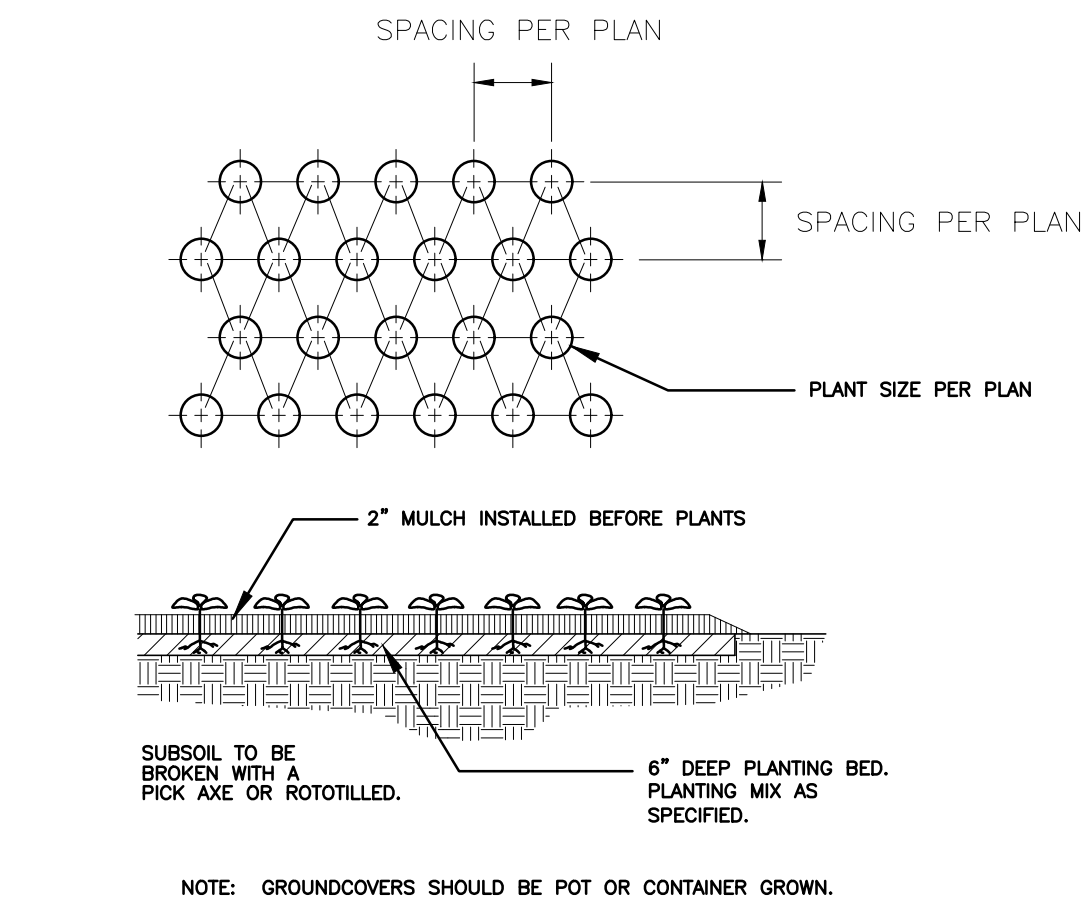 SPACING PER PLAN
SPACING PER PLAN
PLANT SIZE PER PLAN
2" MULCH INSTALLED BEFORE PLANTS
SUBSOIL TO BE
BROKEN WITH A
PICK AXE OR ROTOTILLED.
6" DEEP PLANTING BED.
PLANTING MIX AS
SPECIFIED.
NOTE: GROUNDCOVERS SHOULD BE POT OR CONTAINER GROWN.